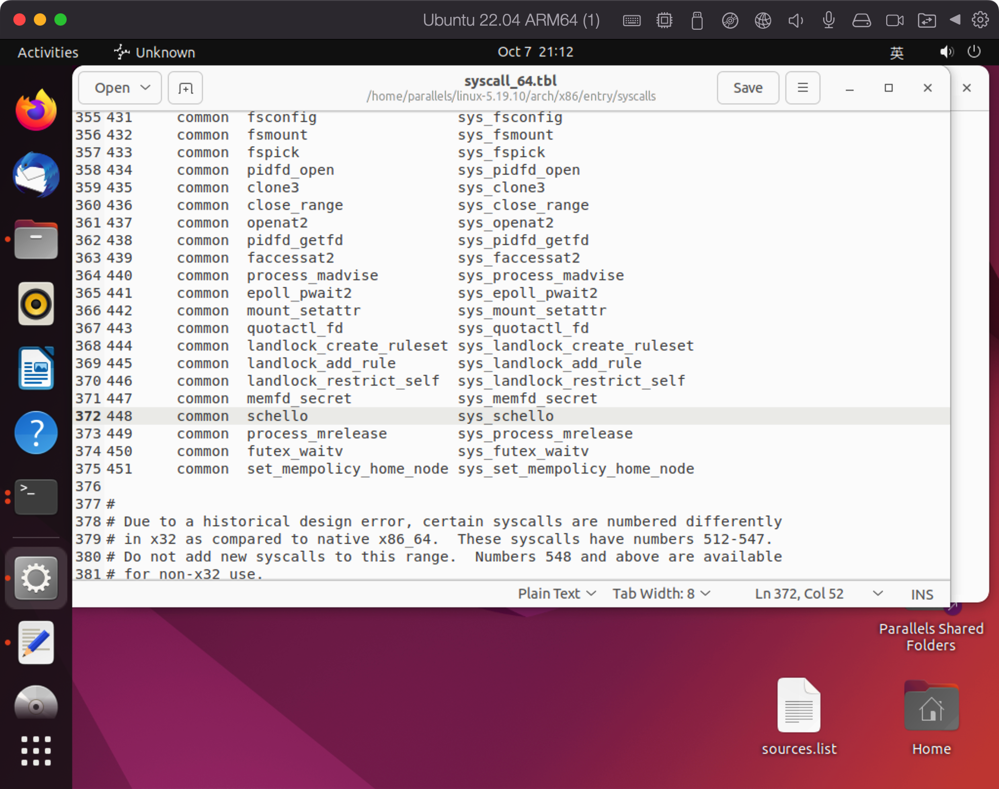 Ubuntu 22.04 ARM64 (1)
Activities
Unknown
Oct 7 21:12
英
Open
syscall_64.tbl
/home/parallels/linux-5.19.10/arch/x86/entry/syscalls
Save
355 431 common fsconfig sys_fsconfig
356 432 common fsmount sys_fsmount
357 433 common fspick sys_fspick
358 434 common pidfd_open sys_pidfd_open
359 435 common clone3 sys_clone3
360 436 common close_range sys_close_range
361 437 common openat2 sys_openat2
362 438 common pidfd_getfd sys_pidfd_getfd
363 439 common faccessat2 sys_faccessat2
364 440 common process_madvise sys_process_madvise
365 441 common epoll_pwait2 sys_epoll_pwait2
366 442 common mount_setattr sys_mount_setattr
367 443 common quotactl_fd sys_quotactl_fd
368 444 common landlock_create_ruleset sys_landlock_create_ruleset
369 445 common landlock_add_rule sys_landlock_add_rule
370 446 common landlock_restrict_self sys_landlock_restrict_self
371 447 common memfd_secret sys_memfd_secret
372 448 common schello sys_schello
373 449 common process_mrelease sys_process_mrelease
374 450 common futex_waitv sys_futex_waitv
375 451 common set_mempolicy_home_node sys_set_mempolicy_home_node
376
377 #
378 # Due to a historical design error, certain syscalls are numbered differently
379 # in x32 as compared to native x86_64.  These syscalls have numbers 512-547.
380 # Do not add new syscalls to this range.  Numbers 548 and above are available
381 # for non-x32 use.
Plain Text
Tab Width: 8
Ln 372, Col 52
INS
Parallels Shared
Folders
sources.list
Home